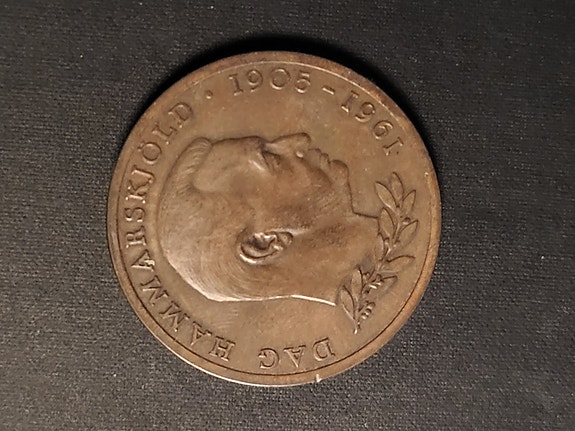 DAG HAMMARSKJÖLD · 1905 – 1961